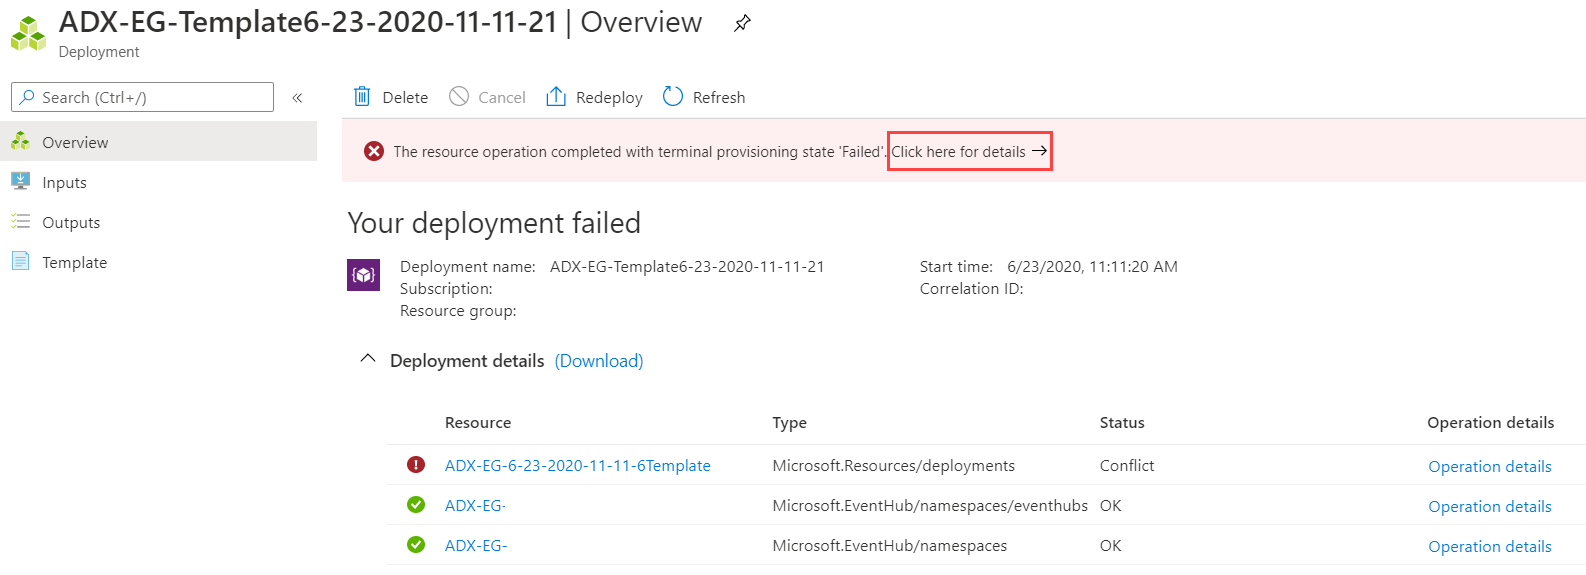 ADX-EG-Template6-23-2020-11-11-21 | Overview
Deployment
Search (Ctrl+/)
«
Delete
Cancel
Redeploy
Refresh
Overview
Inputs
Outputs
Template
The resource operation completed with terminal provisioning state 'Failed'. Click here for details →
Your deployment failed
Deployment name: ADX-EG-Template6-23-2020-11-11-21
Subscription:
Resource group:
Start time: 6/23/2020, 11:11:20 AM
Correlation ID:
Deployment details (Download)
Resource Type Status Operation details
ADX-EG-6-23-2020-11-11-6Template Microsoft.Resources/deployments Conflict Operation details
ADX-EG- Microsoft.EventHub/namespaces/eventhubs OK Operation details
ADX-EG- Microsoft.EventHub/namespaces OK Operation details